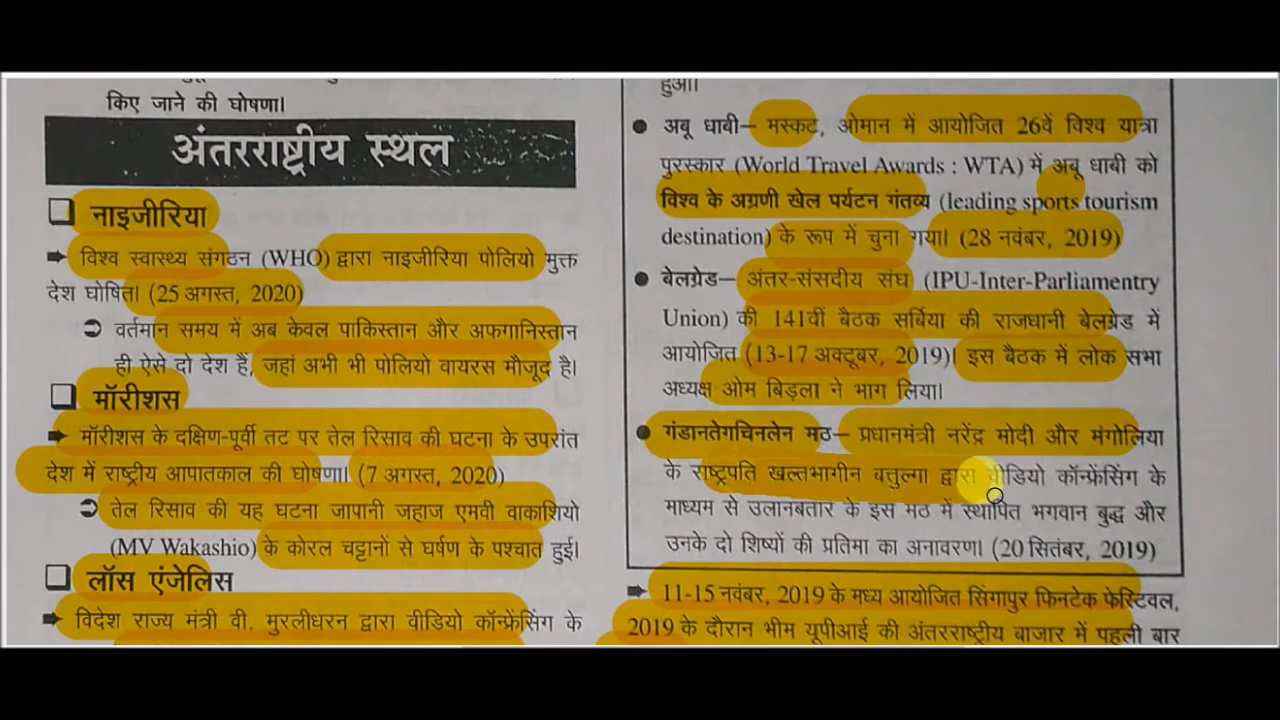 किए जाने की घोषणा।
अंतरराष्ट्रीय स्थल
नाइजीरिया
विश्व स्वास्थ्य संगठन (WHO) द्वारा नाइजीरिया पोलियो मुक्त
देश घोषित। (25 अगस्त, 2020)
वर्तमान समय में अब केवल पाकिस्तान और अफगानिस्तान
ही ऐसे दो देश हैं, जहां अभी भी पोलियो वायरस मौजूद है।
मॉरीशस
मॉरीशस के दक्षिण-पूर्वी तट पर तेल रिसाव की घटना के उपरांत
देश में राष्ट्रीय आपातकाल की घोषणा। (7 अगस्त, 2020)
तेल रिसाव की यह घटना जापानी जहाज एमवी वाकाशियो
(MV Wakashio) के कोरल चट्टानों से घर्षण के पश्चात हुई।
लॉस एंजेलिस
विदेश राज्य मंत्री वी. मुरलीधरन द्वारा वीडियो कॉन्फ्रेंसिंग के
हुआ।
● अबू धाबी– मस्कट, ओमान में आयोजित 26वें विश्व यात्रा
पुरस्कार (World Travel Awards : WTA) में अबू धाबी को
विश्व के अग्रणी खेल पर्यटन गंतव्य (leading sports tourism
destination) के रूप में चुना गया। (28 नवंबर, 2019)
● बेलग्रेड– अंतर-संसदीय संघ (IPU-Inter-Parliamentry
Union) की 141वीं बैठक सर्बिया की राजधानी बेलग्रेड में
आयोजित (13-17 अक्टूबर, 2019)। इस बैठक में लोक सभा
अध्यक्ष ओम बिड़ला ने भाग लिया।
● गंडानतेगचिनलेन मठ– प्रधानमंत्री नरेंद्र मोदी और मंगोलिया
के राष्ट्रपति खल्तभागीन बत्तुल्गा द्वारा वीडियो कॉन्फ्रेंसिंग के
माध्यम से उलानबतार के इस मठ में स्थापित भगवान बुद्ध और
उनके दो शिष्यों की प्रतिमा का अनावरण। (20 सितंबर, 2019)
11-15 नवंबर, 2019 के मध्य आयोजित सिंगापुर फिनटेक फेस्टिवल,
2019 के दौरान भीम यूपीआई की अंतरराष्ट्रीय बाजार में पहली बार